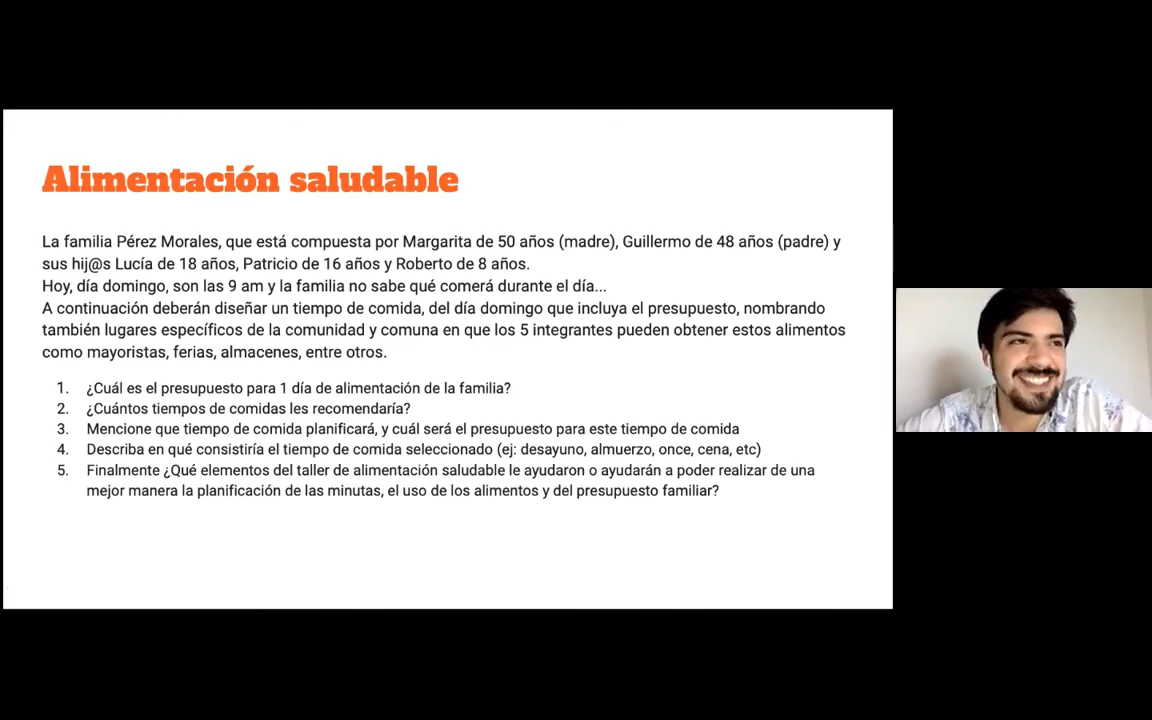 Alimentación saludable
La familia Pérez Morales, que está compuesta por Margarita de 50 años (madre), Guillermo de 48 años (padre) y
sus hij@s Lucía de 18 años, Patricio de 16 años y Roberto de 8 años.
Hoy, día domingo, son las 9 am y la familia no sabe qué comerá durante el día...
A continuación deberán diseñar un tiempo de comida, del día domingo que incluya el presupuesto, nombrando
también lugares específicos de la comunidad y comuna en que los 5 integrantes pueden obtener estos alimentos
como mayoristas, ferias, almacenes, entre otros.
1. ¿Cuál es el presupuesto para 1 día de alimentación de la familia?
2. ¿Cuántos tiempos de comidas les recomendaría?
3. Mencione que tiempo de comida planificará, y cuál será el presupuesto para este tiempo de comida
4. Describa en qué consistiría el tiempo de comida seleccionado (ej: desayuno, almuerzo, once, cena, etc)
5. Finalmente ¿Qué elementos del taller de alimentación saludable le ayudaron o ayudarán a poder realizar de una
mejor manera la planificación de las minutas, el uso de los alimentos y del presupuesto familiar?